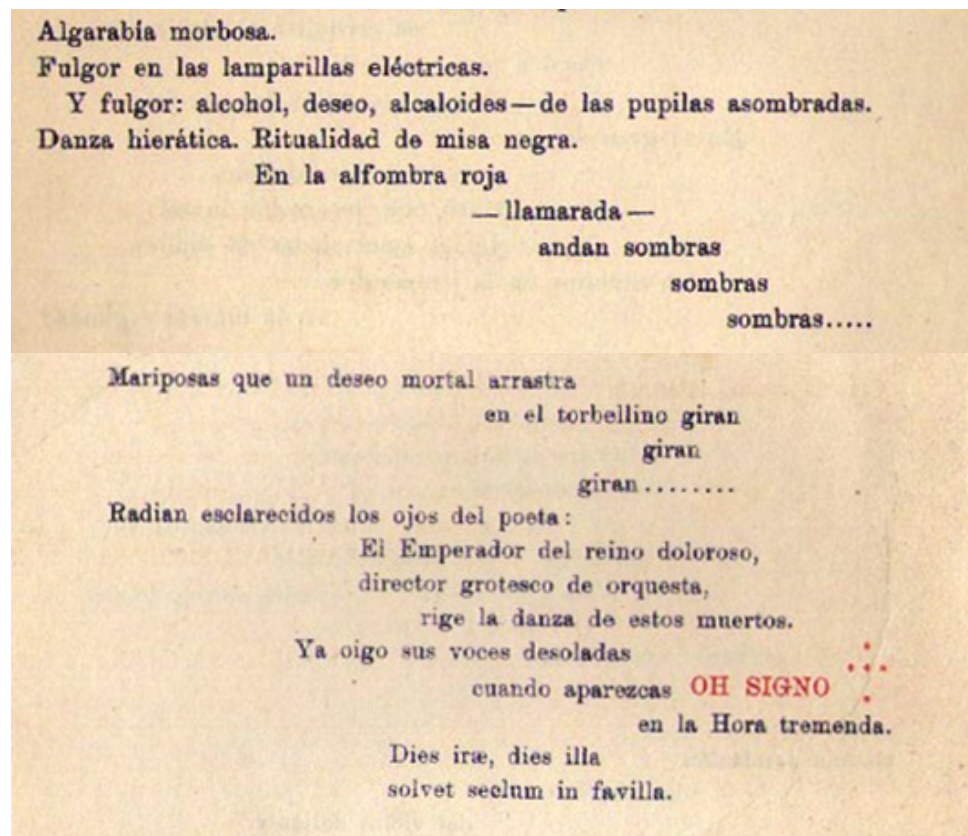 Algarabía morbosa.
Fulgor en las lamparillas eléctricas.
Y fulgor: alcohol, deseo, alcaloides—de las pupilas asombradas.
Danza hierática. Ritualidad de misa negra.
En la alfombra roja
—llamarada—
andan sombras
sombras
sombras.....
Mariposas que un deseo mortal arrastra
en el torbellino giran
giran
giran........
Radian esclarecidos los ojos del poeta:
El Emperador del reino doloroso,
director grotesco de orquesta,
rige la danza de estos muertos.
Ya oigo sus voces desoladas
cuando aparezcas OH SIGNO
en la Hora tremenda.
Dies iræ, dies illa
solvet seclum in favilla.